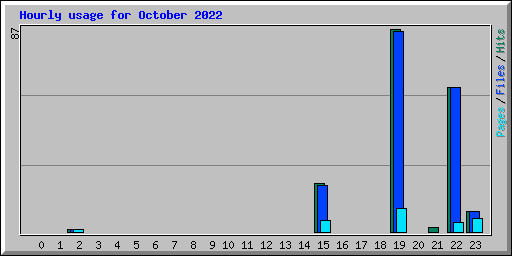 Hourly usage for October 2022
87
Pages/Files/Hits
0 1 2 3 4 5 6 7 8 9 10 11 12 13 14 15 16 17 18 19 20 21 22 23